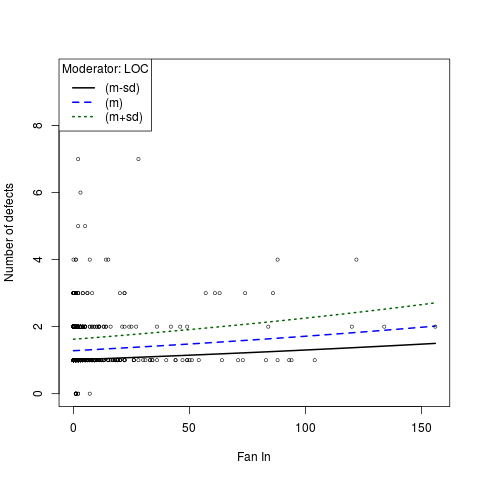 Moderator: LOC
(m-sd)
(m)
(m+sd)
Number of defects
8
6
4
2
0
0 50 100 150
Fan In